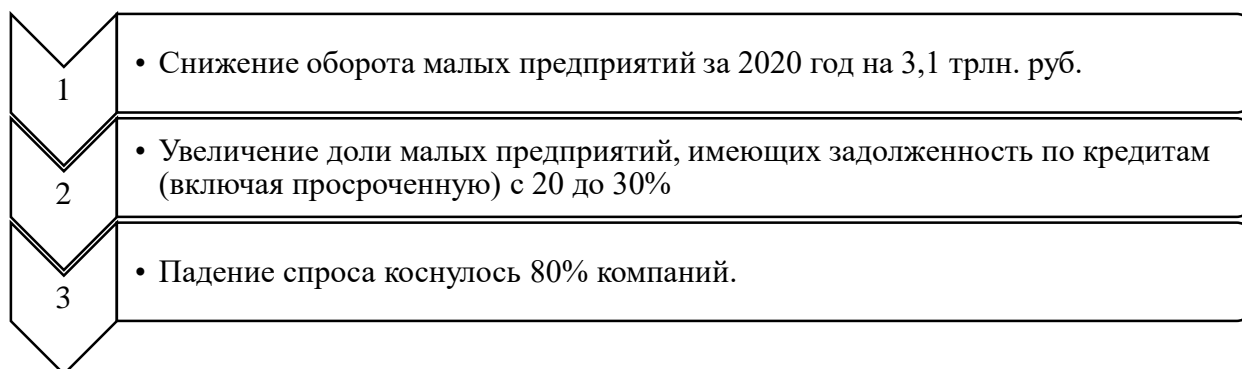 1
• Снижение оборота малых предприятий за 2020 год на 3,1 трлн. руб.
2
• Увеличение доли малых предприятий, имеющих задолженность по кредитам
(включая просроченную) с 20 до 30%
3
• Падение спроса коснулось 80% компаний.